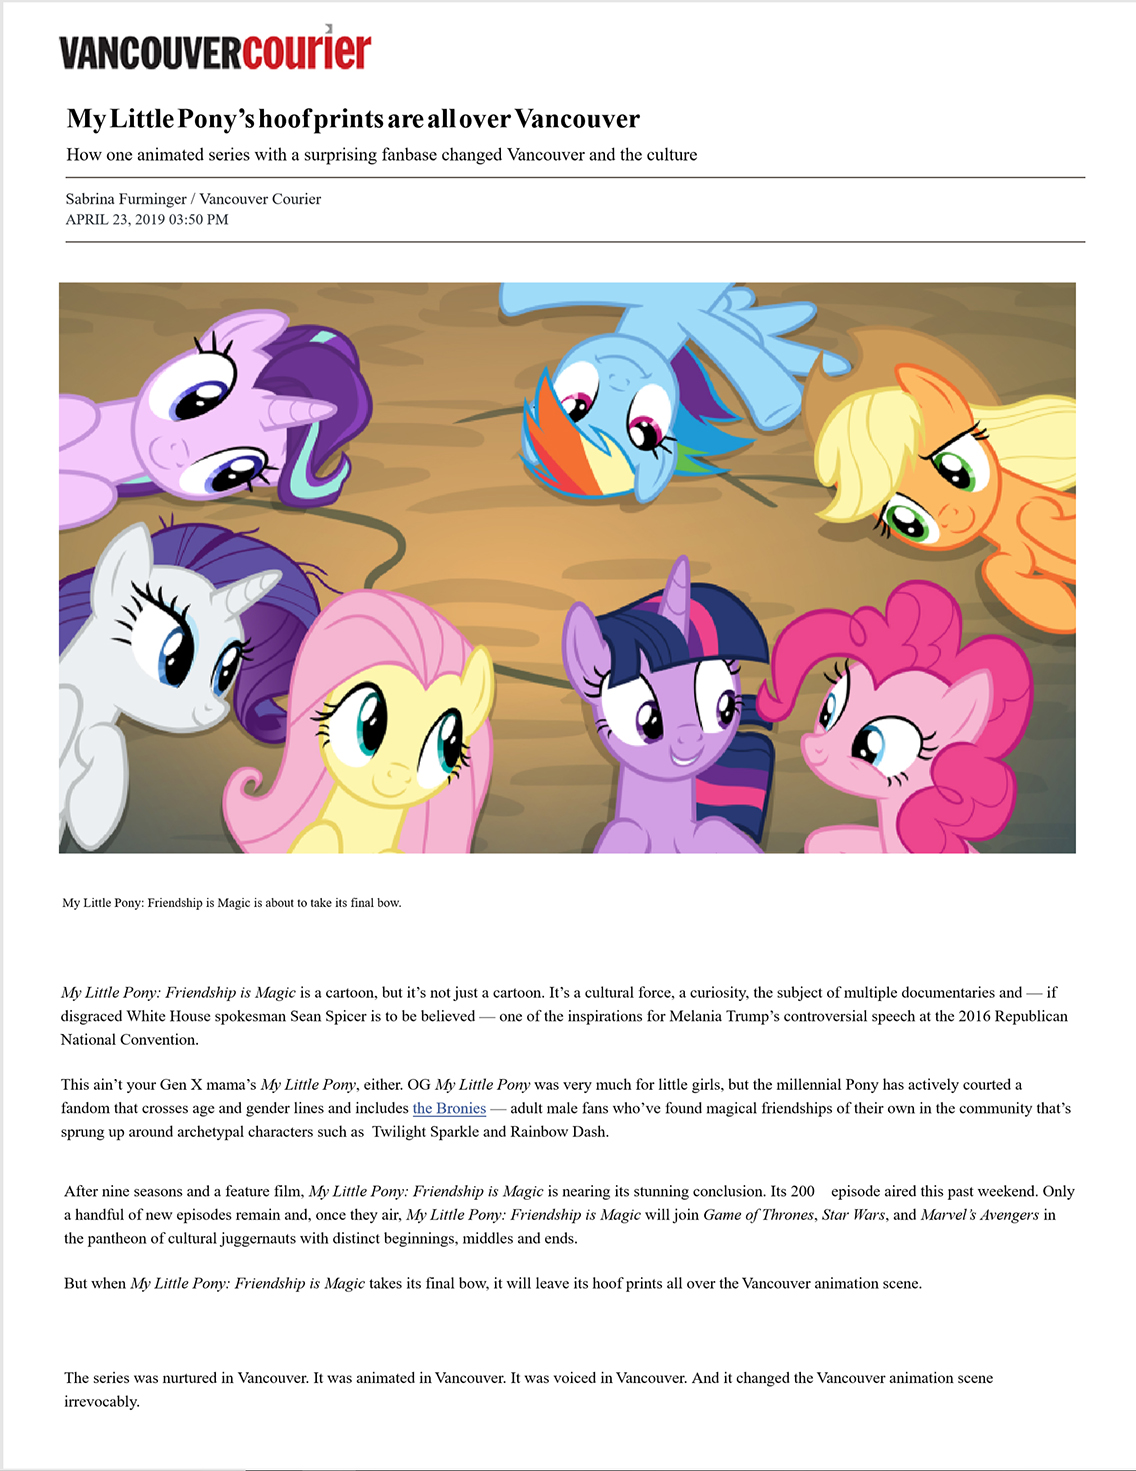 VANCOUVERcourier
My Little Pony’s hoof prints are all over Vancouver
How one animated series with a surprising fanbase changed Vancouver and the culture
Sabrina Furminger / Vancouver Courier
APRIL 23, 2019 03:50 PM
My Little Pony: Friendship is Magic is about to take its final bow.
My Little Pony: Friendship is Magic is a cartoon, but it’s not just a cartoon. It’s a cultural force, a curiosity, the subject of multiple documentaries and — if
disgraced White House spokesman Sean Spicer is to be believed — one of the inspirations for Melania Trump’s controversial speech at the 2016 Republican
National Convention.
This ain’t your Gen X mama’s My Little Pony, either. OG My Little Pony was very much for little girls, but the millennial Pony has actively courted a
fandom that crosses age and gender lines and includes the Bronies — adult male fans who’ve found magical friendships of their own in the community that’s
sprung up around archetypal characters such as Twilight Sparkle and Rainbow Dash.
After nine seasons and a feature film, My Little Pony: Friendship is Magic is nearing its stunning conclusion. Its 200 episode aired this past weekend. Only
a handful of new episodes remain and, once they air, My Little Pony: Friendship is Magic will join Game of Thrones, Star Wars, and Marvel’s Avengers in
the pantheon of cultural juggernauts with distinct beginnings, middles and ends.
But when My Little Pony: Friendship is Magic takes its final bow, it will leave its hoof prints all over the Vancouver animation scene.
The series was nurtured in Vancouver. It was animated in Vancouver. It was voiced in Vancouver. And it changed the Vancouver animation scene
irrevocably.